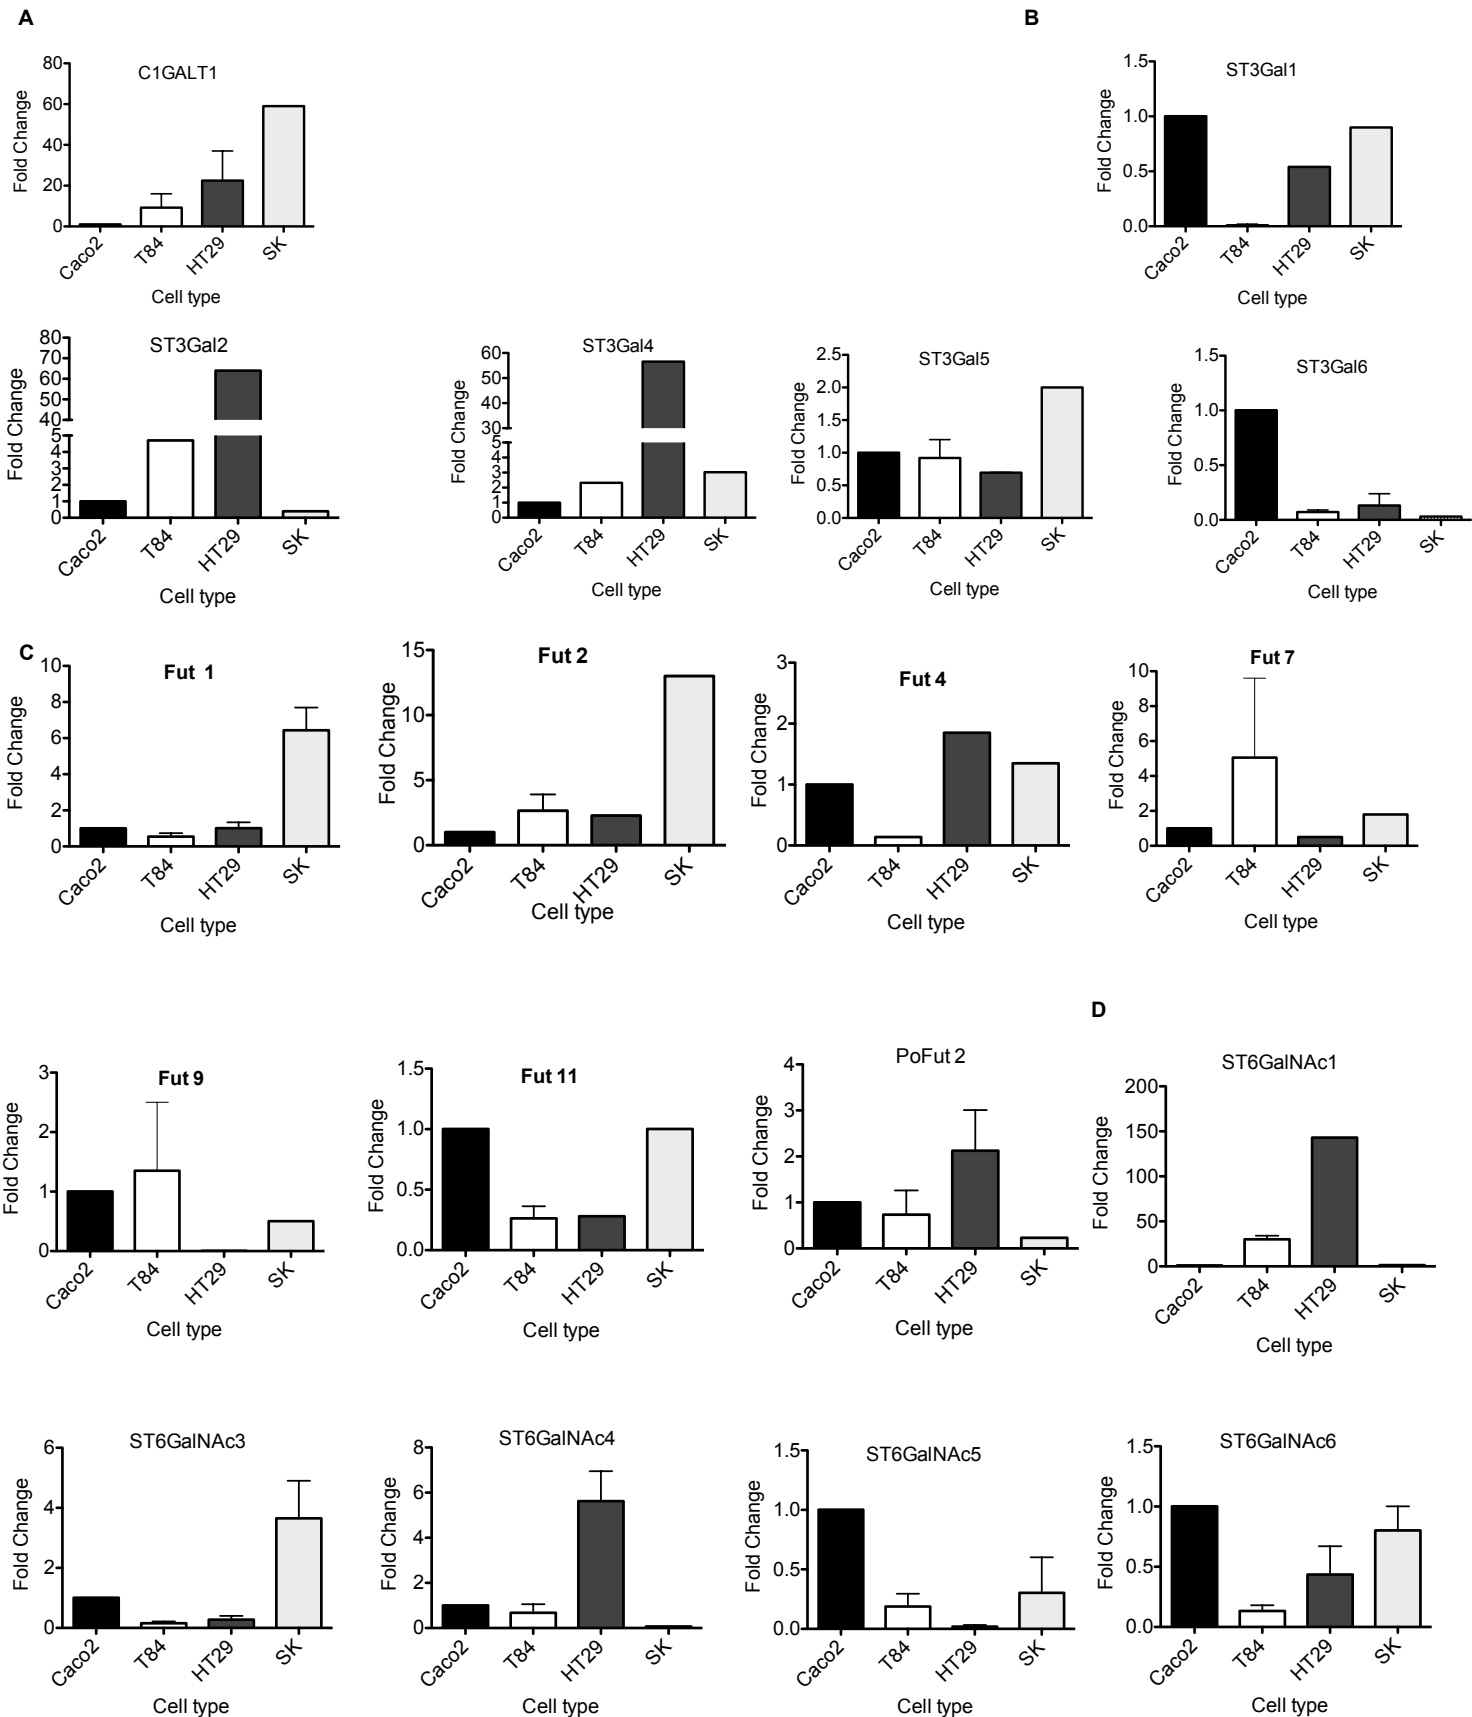 A
B
C1GALT1
Fold Change
80
60
40
20
0
Caco2
T84
HT29
SK
Cell type
ST3Gal1
Fold Change
1.5
1.0
0.5
0.0
Caco2
T84
HT29
SK
Cell type
ST3Gal2
Fold Change
80
70
60
50
40
5
4
3
2
1
0
Caco2
T84
HT29
SK
Cell type
ST3Gal4
Fold Change
60
50
40
30
5
4
3
2
1
0
Caco2
T84
HT29
SK
Cell type
ST3Gal5
Fold Change
2.5
2.0
1.5
1.0
0.5
0.0
Caco2
T84
HT29
SK
Cell type
ST3Gal6
Fold Change
1.5
1.0
0.5
0.0
Caco2
T84
HT29
SK
Cell type
C
Fut 1
Fold Change
10
8
6
4
2
0
Caco2
T84
HT29
SK
Cell type
Fut 2
Fold Change
15
10
5
0
Caco2
T84
HT29
SK
Cell type
Fut 4
Fold Change
3
2
1
0
Caco2
T84
HT29
SK
Cell type
Fut 7
Fold Change
10
8
6
4
2
0
Caco2
T84
HT29
SK
Cell type
Fut 9
Fold Change
3
2
1
0
Caco2
T84
HT29
SK
Cell type
Fut 11
Fold Change
1.5
1.0
0.5
0.0
Caco2
T84
HT29
SK
Cell type
PoFut 2
Fold Change
4
3
2
1
0
Caco2
T84
HT29
SK
Cell type
D
ST6GalNAc1
Fold Change
200
150
100
50
0
Caco2
T84
HT29
SK
Cell type
ST6GalNAc3
Fold Change
6
4
2
0
Caco2
T84
HT29
SK
Cell type
ST6GalNAc4
Fold Change
8
6
4
2
0
Caco2
T84
HT29
SK
Cell type
ST6GalNAc5
Fold Change
1.5
1.0
0.5
0.0
Caco2
T84
HT29
SK
Cell type
ST6GalNAc6
Fold Change
1.5
1.0
0.5
0.0
Caco2
T84
HT29
SK
Cell type